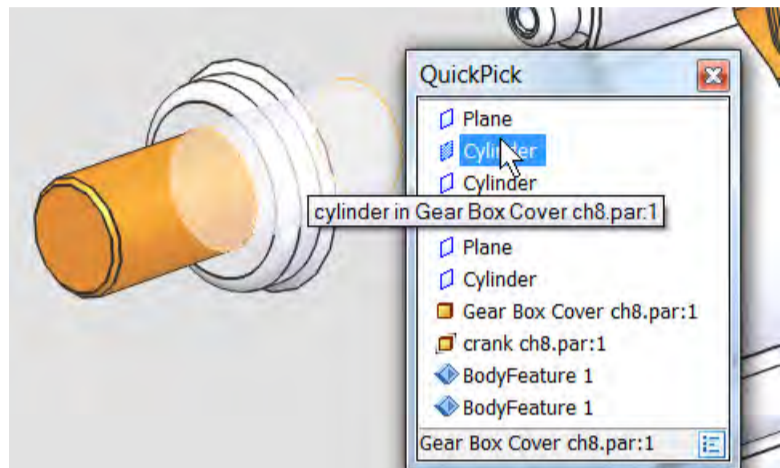 QuickPick
Plane
Cylinder
Cylinder
cylinder in Gear Box Cover ch8.par:1
Plane
Cylinder
Gear Box Cover ch8.par:1
crank ch8.par:1
BodyFeature 1
BodyFeature 1
Gear Box Cover ch8.par:1